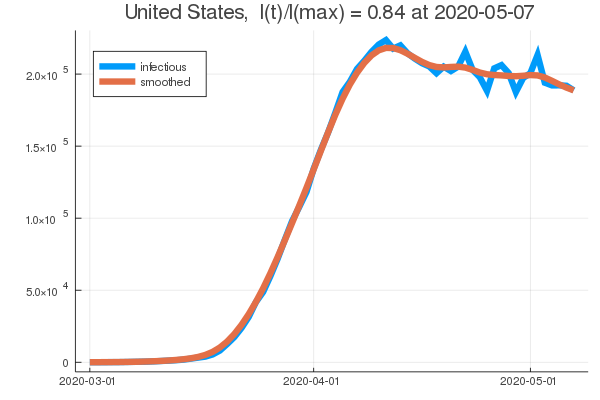 United States, I(t)/I(max) = 0.84 at 2020-05-07
infectious
smoothed
2.0×10⁵
1.5×10⁵
1.0×10⁵
5.0×10⁴
0
2020-03-01 2020-04-01 2020-05-01